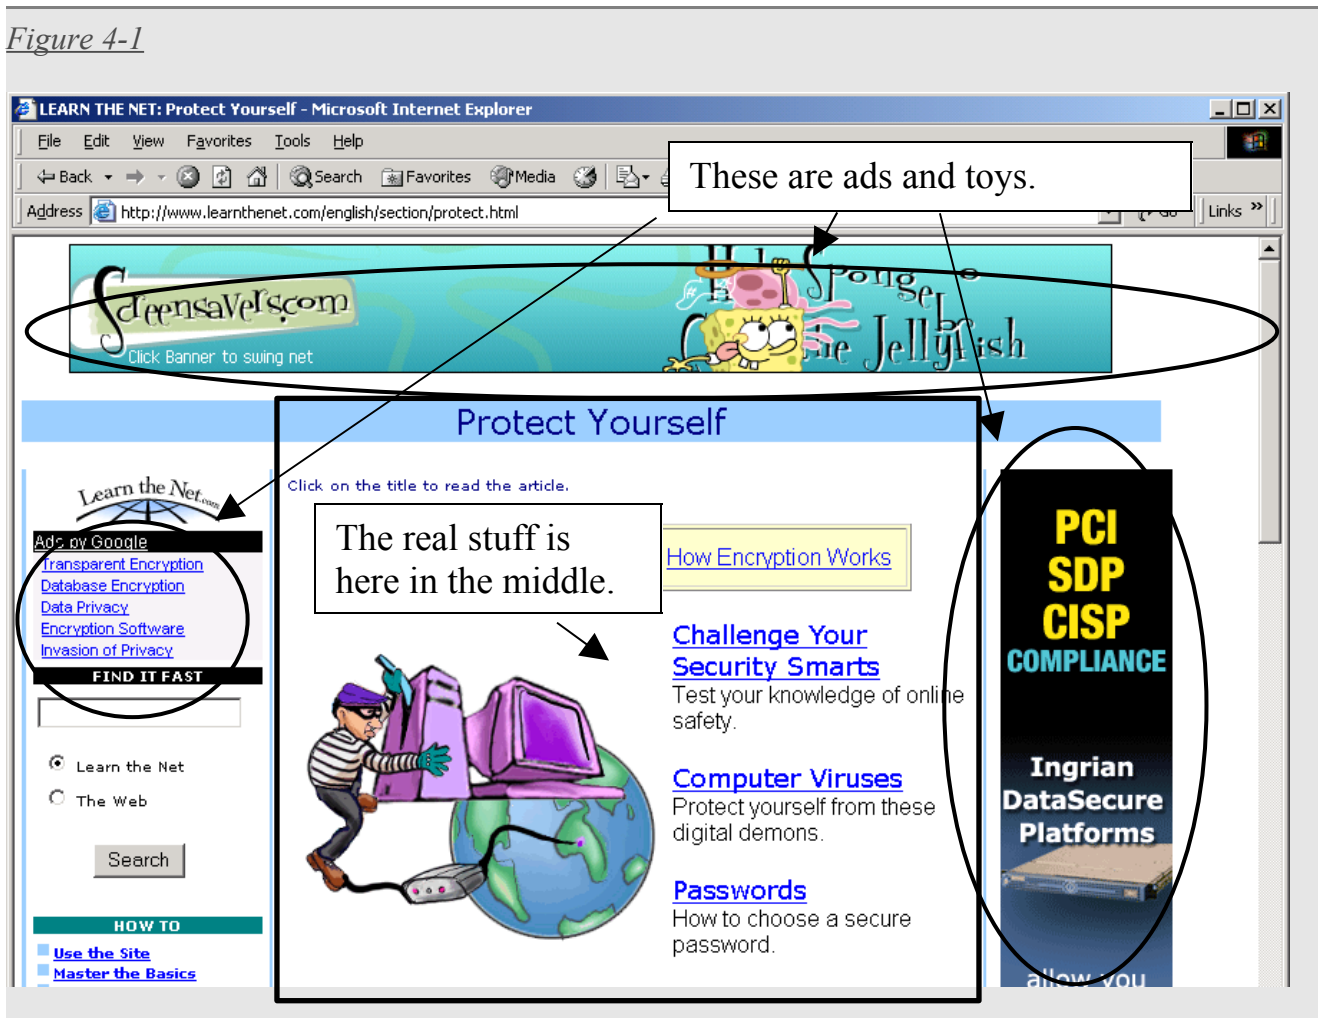 Figure 4-1
LEARN THE NET: Protect Yourself - Microsoft Internet Explorer
File Edit View Favorites Tools Help
These are ads and toys.
Back Search Favorites Media
Address http://www.learnthenet.com/english/section/protect.html Go Links »
Screensavers.com
Click Banner to swing net
Help Sponge
the Jellyfish
Protect Yourself
Learn the Net.com
Click on the title to read the article.
Ads by Google
Transparent Encryption
Database Encryption
Data Privacy
Encryption Software
Invasion of Privacy
FIND IT FAST
Learn the Net
The Web
Search
HOW TO
Use the Site
Master the Basics
The real stuff is
here in the middle.
How Encryption Works
Challenge Your
Security Smarts
Test your knowledge of online
safety.
Computer Viruses
Protect yourself from these
digital demons.
Passwords
How to choose a secure
password.
PCI
SDP
CISP
COMPLIANCE
Ingrian
DataSecure
Platforms
allow you